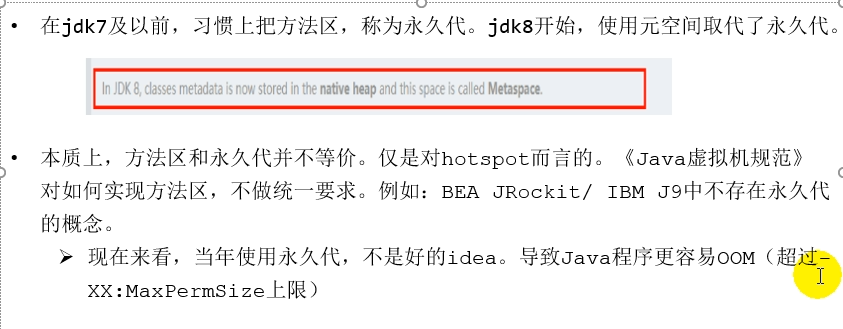 • 在jdk7及以前，习惯上把方法区，称为永久代。jdk8开始，使用元空间取代了永久代。
In JDK 8, classes metadata is now stored in the native heap and this space is called Metaspace.
• 本质上，方法区和永久代并不等价。仅是对hotspot而言的。《Java虚拟机规范》
对如何实现方法区，不做统一要求。例如：BEA JRockit/ IBM J9中不存在永久代
的概念。
➢ 现在来看，当年使用永久代，不是好的idea。导致Java程序更容易OOM（超过-
XX:MaxPermSize上限）